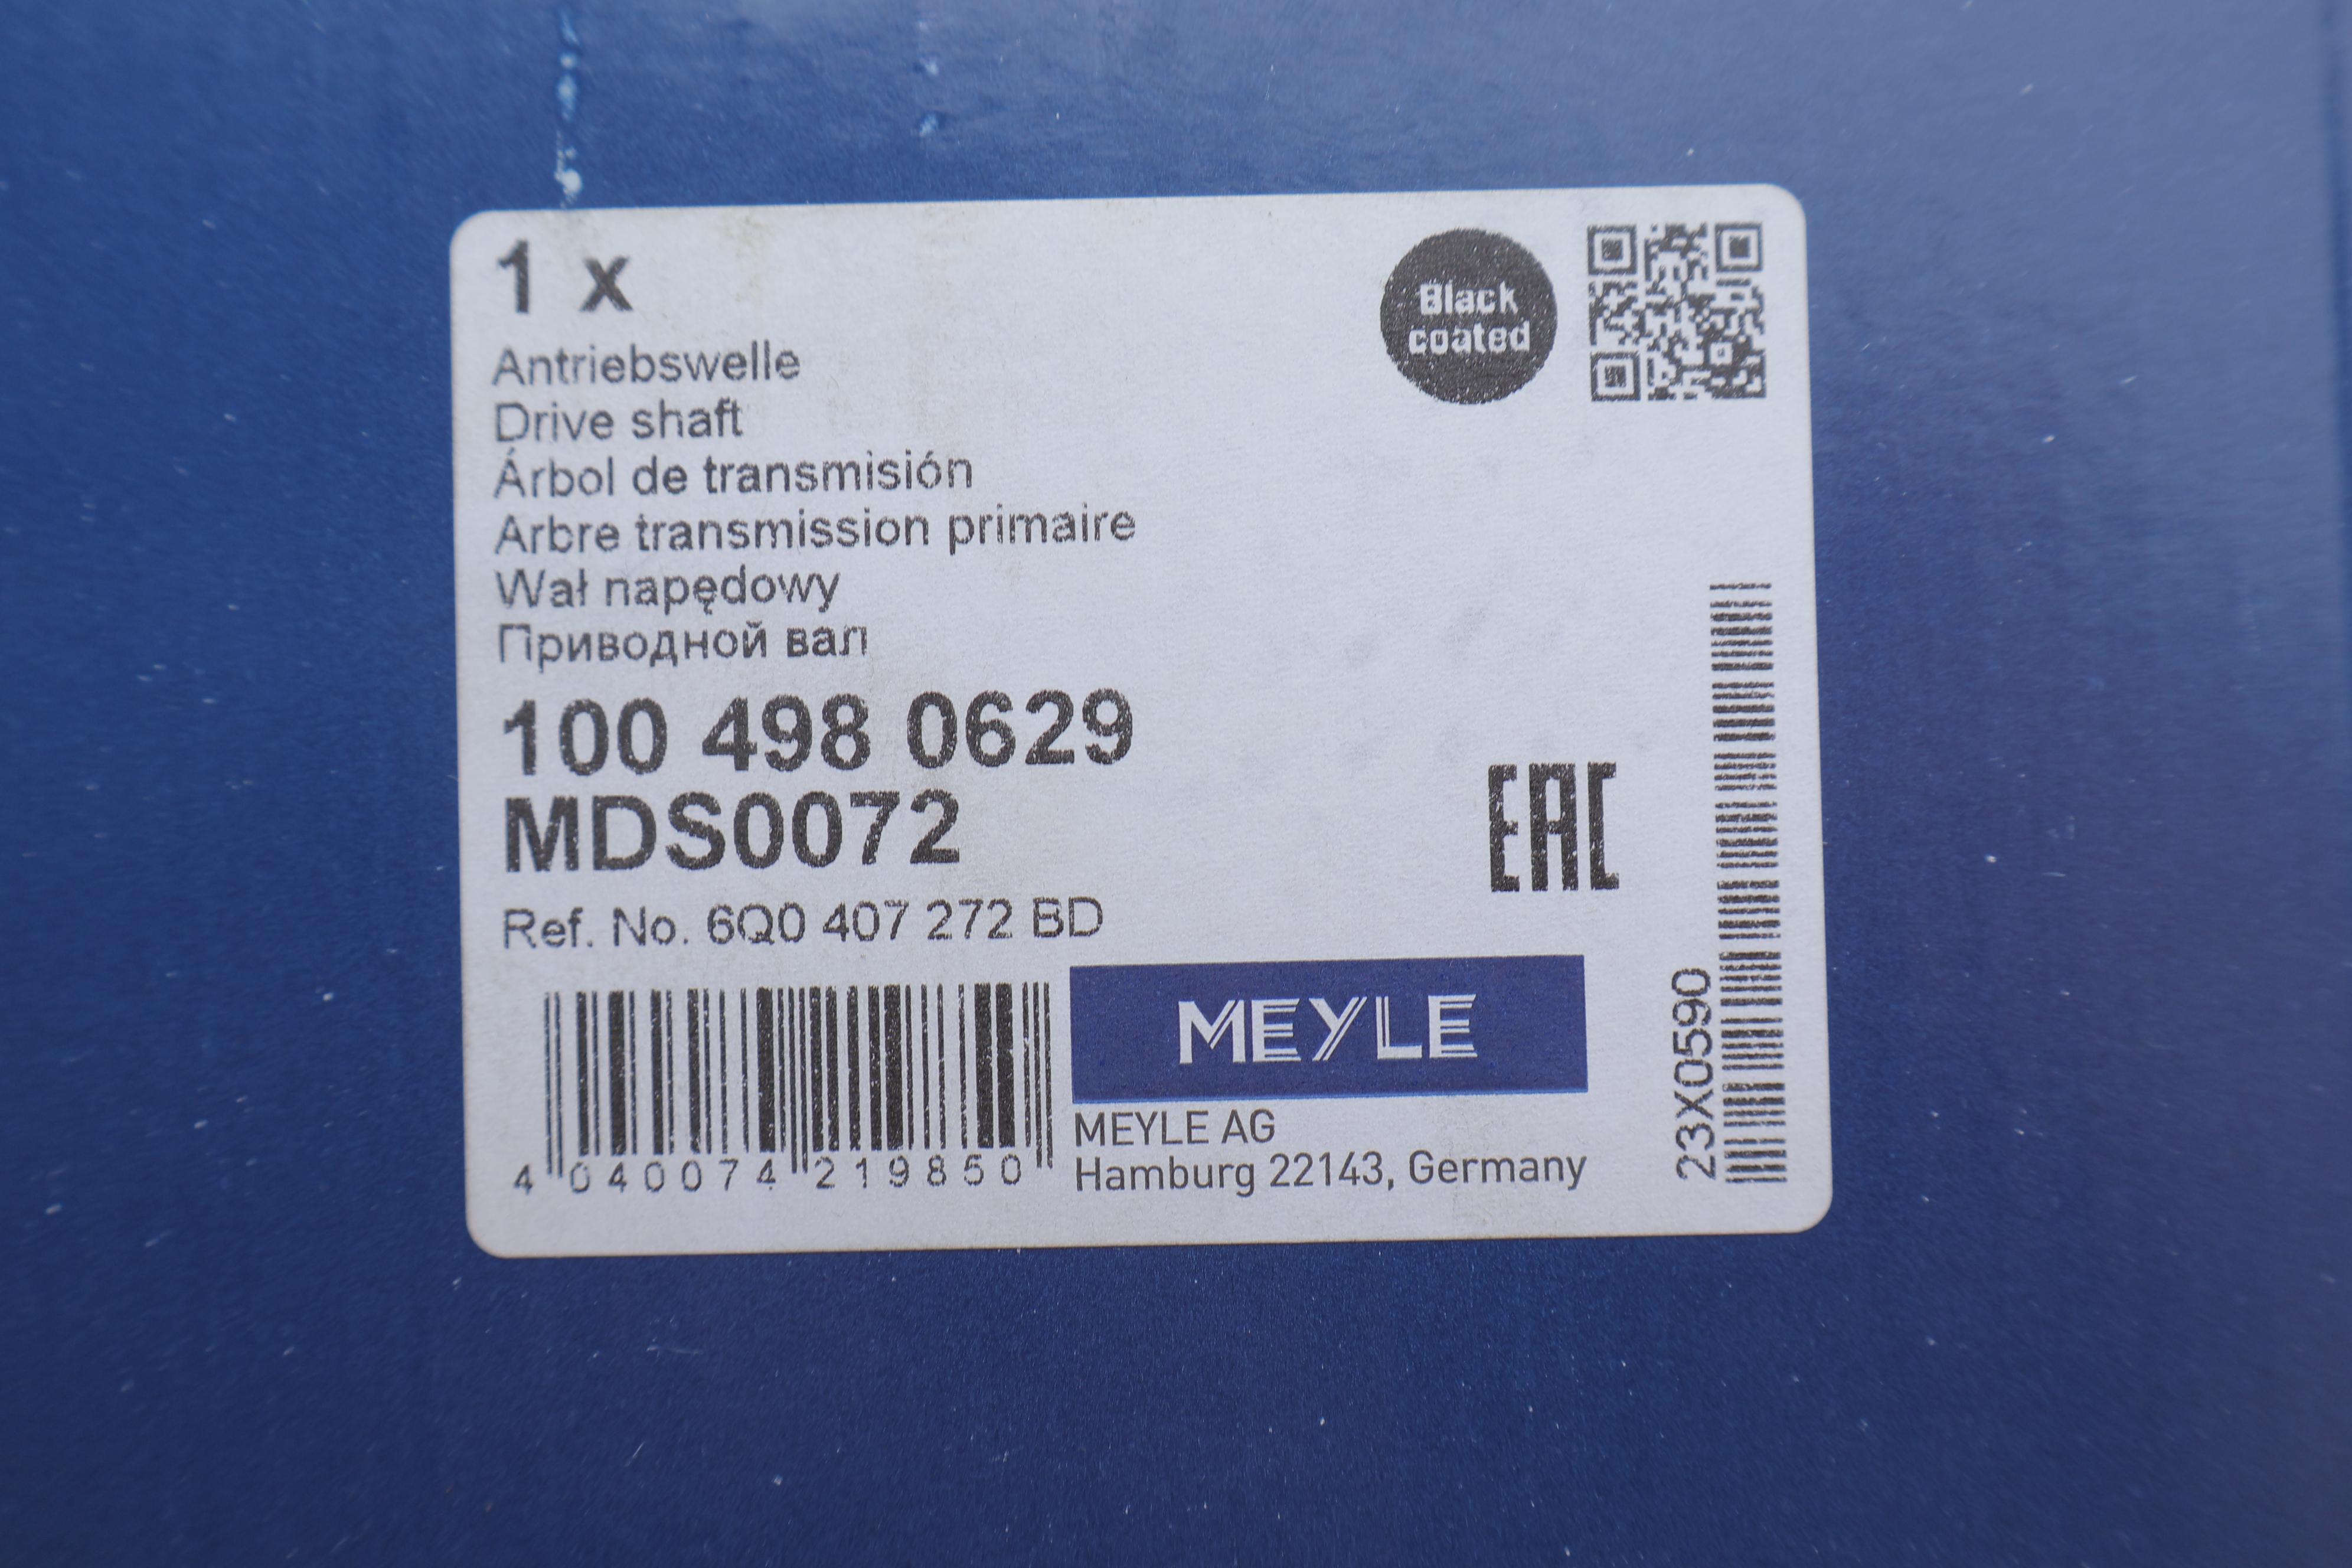 1 x
Black
coated
Antriebswelle
Drive shaft
Árbol de transmisión
Arbre transmission primaire
Wał napędowy
Приводной вал
100 498 0629
MDS0072
EAC
Ref. No. 6Q0 407 272 BD
4 040074 219850
MEYLE
MEYLE AG
Hamburg 22143, Germany
23X0590